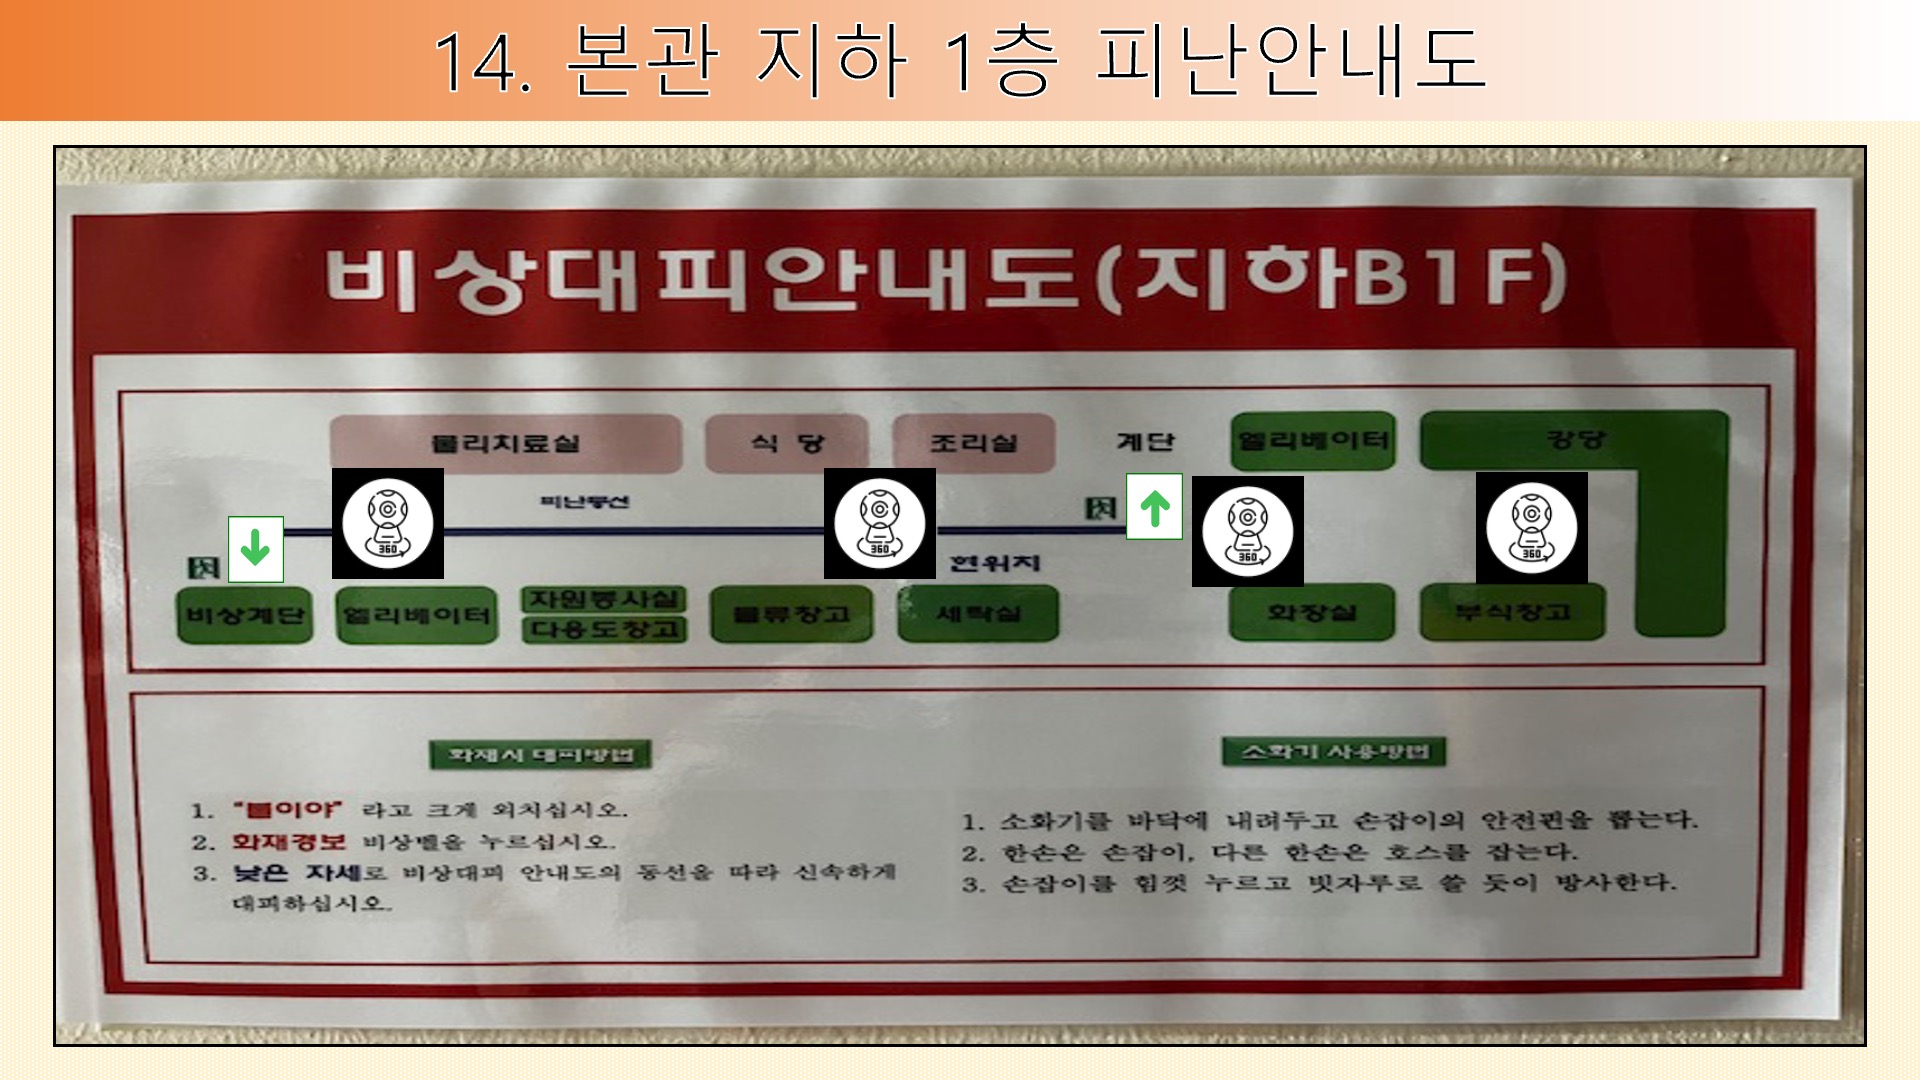 14. 본관 지하 1층 피난안내도
비상대피안내도(지하B1F)
물리치료실 식 당 조리실 계단 엘리베이터 강당
피난동선
360 360 360 360
현위치
비상계단 엘리베이터 자원봉사실 물류창고 세탁실 화장실 부식창고
다용도창고
화재시 대피방법
1. "불이야" 라고 크게 외치십시오.
2. 화재경보 비상벨을 누르십시오.
3. 낮은 자세로 비상대피 안내도의 동선을 따라 신속하게
대피하십시오.
소화기 사용방법
1. 소화기를 바닥에 내려두고 손잡이의 안전핀을 뽑는다.
2. 한손은 손잡이, 다른 한손은 호스를 잡는다.
3. 손잡이를 힘껏 누르고 빗자루로 쓸 듯이 방사한다.